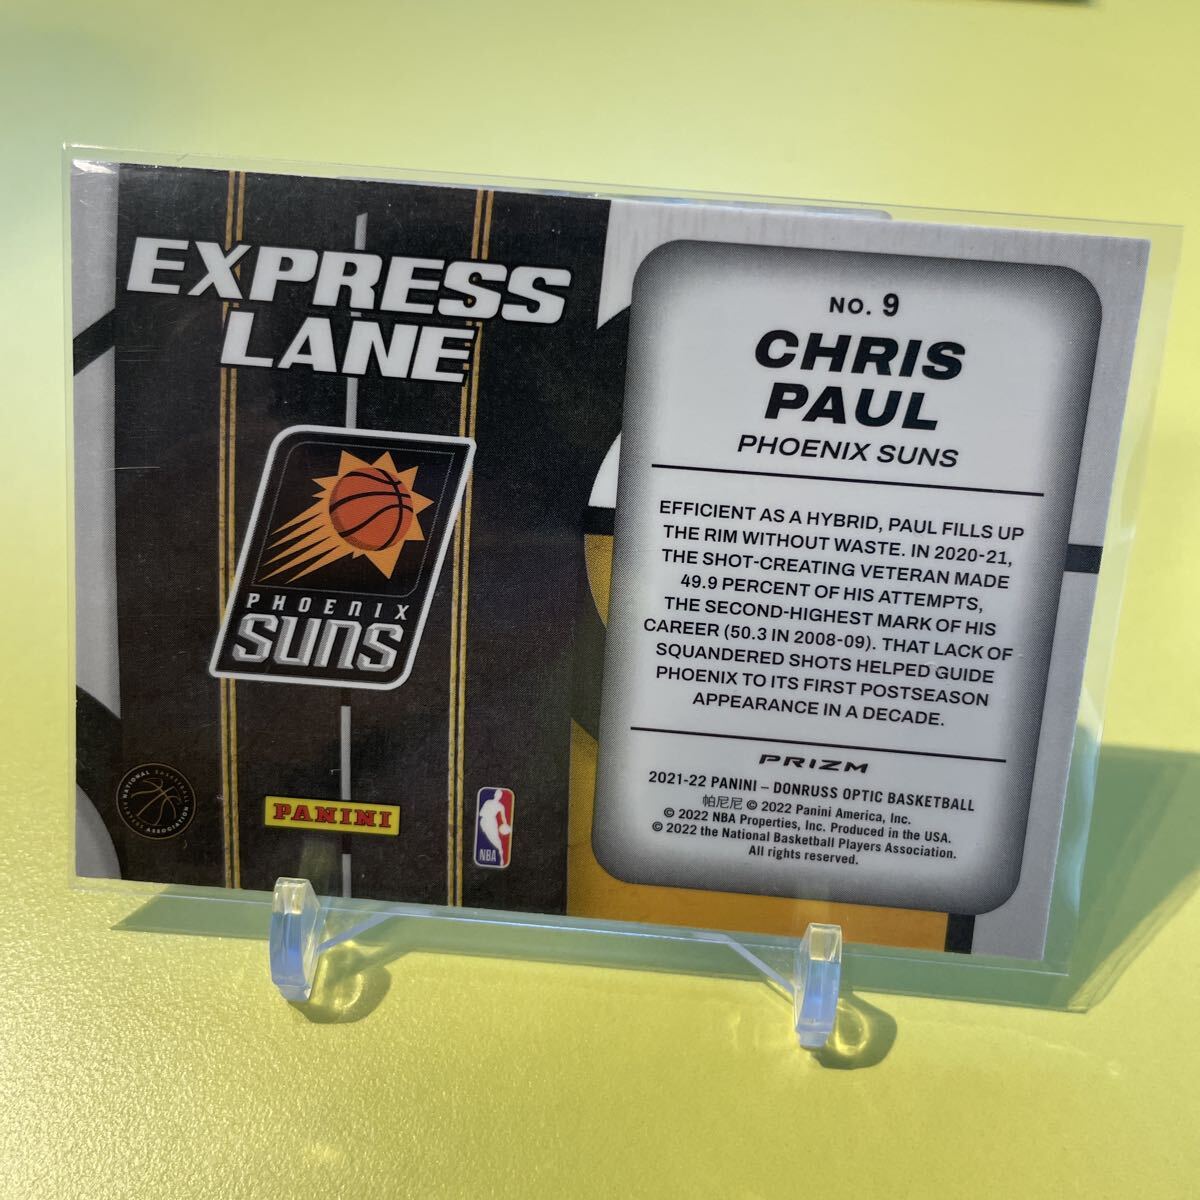 EXPRESS
LANE
PHOENIX
SUNS
NATIONAL BASKETBALL
PLAYERS ASSOCIATION
PANINI
NBA
NO. 9
CHRIS
PAUL
PHOENIX SUNS
EFFICIENT AS A HYBRID, PAUL FILLS UP
THE RIM WITHOUT WASTE. IN 2020-21,
THE SHOT-CREATING VETERAN MADE
49.9 PERCENT OF HIS ATTEMPTS,
THE SECOND-HIGHEST MARK OF HIS
CAREER (50.3 IN 2008-09). THAT LACK OF
SQUANDERED SHOTS HELPED GUIDE
PHOENIX TO ITS FIRST POSTSEASON
APPEARANCE IN A DECADE.
PRIZM
2021-22 PANINI – DONRUSS OPTIC BASKETBALL
帕尼尼 © 2022 Panini America, Inc.
© 2022 NBA Properties, Inc. Produced in the USA.
© 2022 the National Basketball Players Association.
All rights reserved.